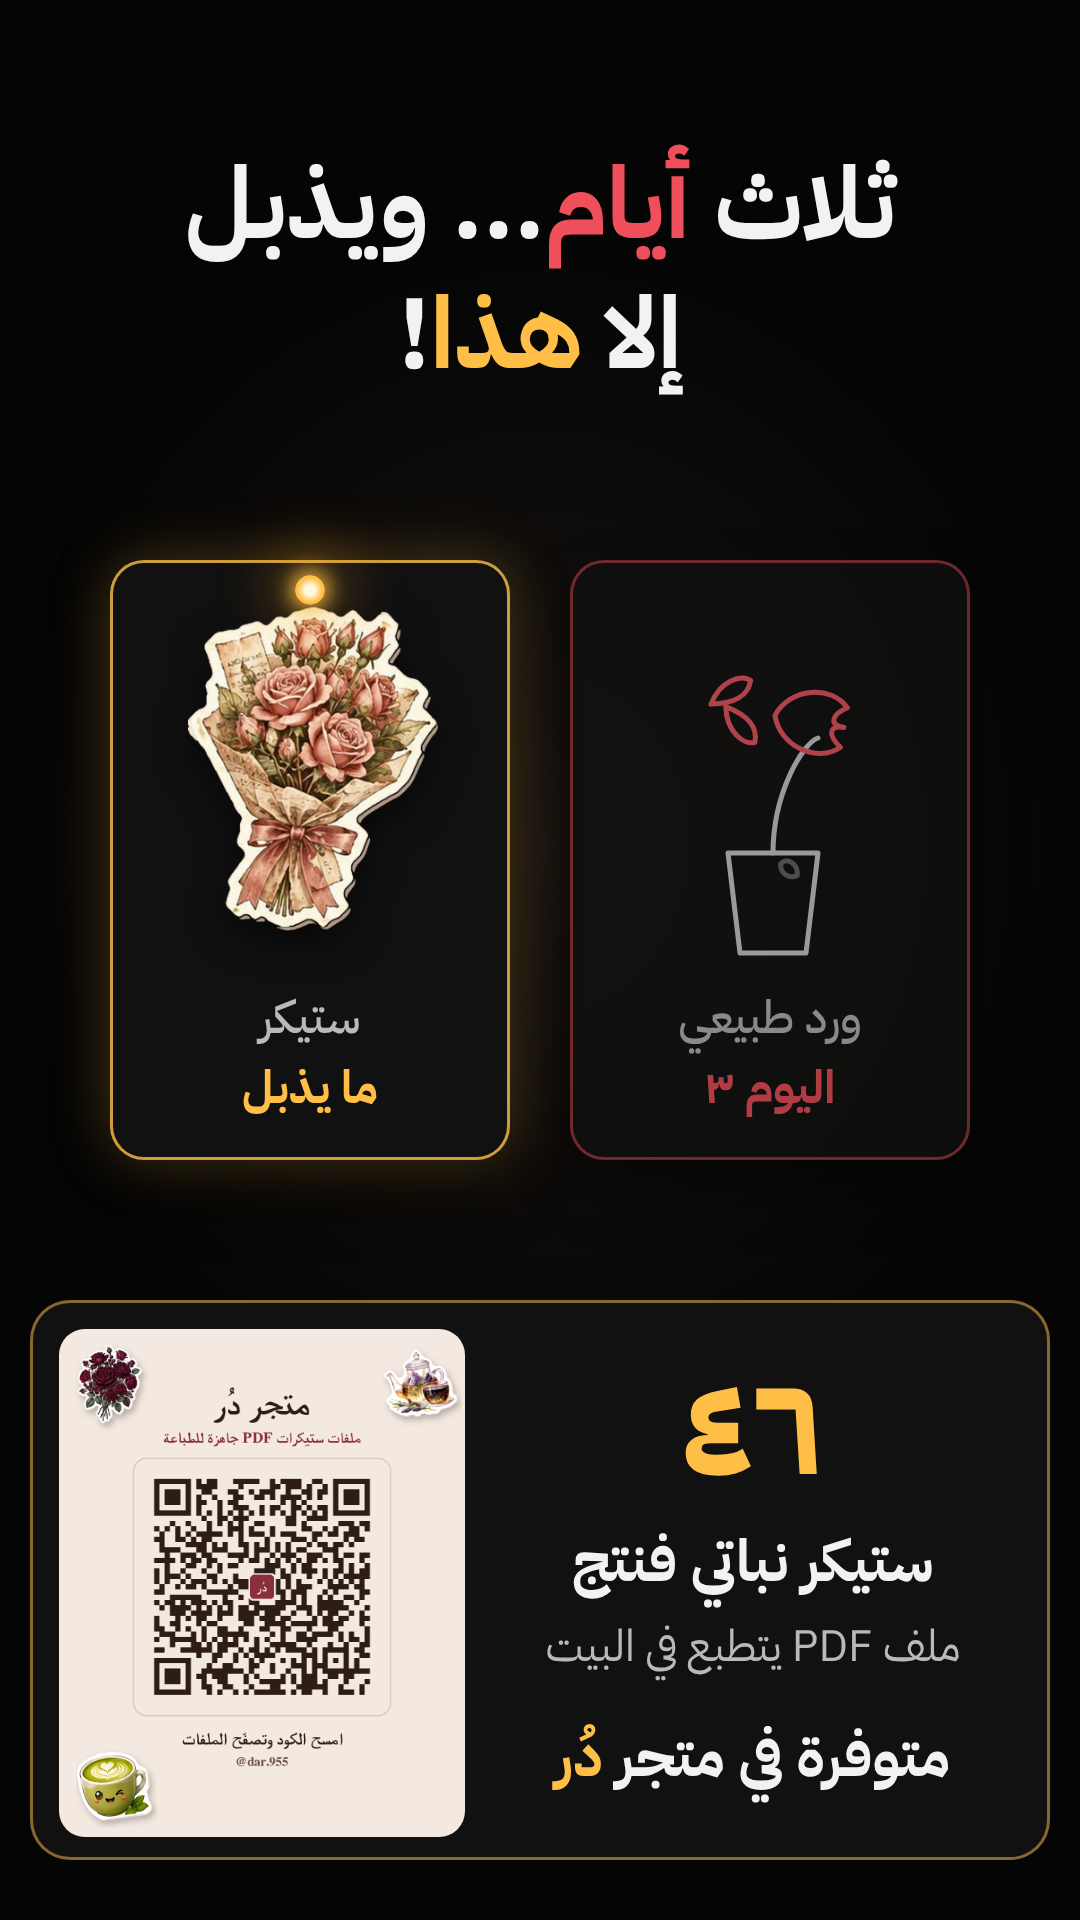 ثلاث أيام... ويذبل
إلا هذا!
ورد طبيعي
اليوم ٣
ستيكر
ما يذبل
٤٦
ستيكر نباتي فنتج
ملف PDF يتطبع في البيت
متوفرة في متجر دُر
متجر دُر
ملفات ستيكرات PDF جاهزة للطباعة
دُر
امسح الكود وتصفّح الملفات
@dar.955